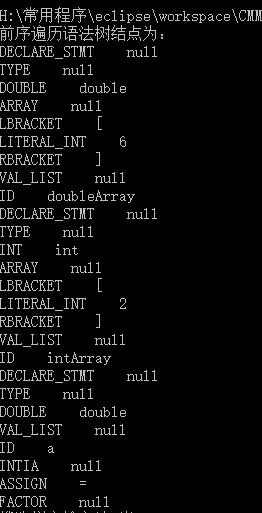 H:\常用程序\eclipse\workspace\CMM
前序遍历语法树结点为:
DECLARE_STMT    null
TYPE    null
DOUBLE    double
ARRAY    null
LBRACKET    [
LITERAL_INT    6
RBRACKET    ]
VAL_LIST    null
ID    doubleArray
DECLARE_STMT    null
TYPE    null
INT    int
ARRAY    null
LBRACKET    [
LITERAL_INT    2
RBRACKET    ]
VAL_LIST    null
ID    intArray
DECLARE_STMT    null
TYPE    null
DOUBLE    double
VAL_LIST    null
ID    a
INTIA    null
ASSIGN    =
FACTOR    null